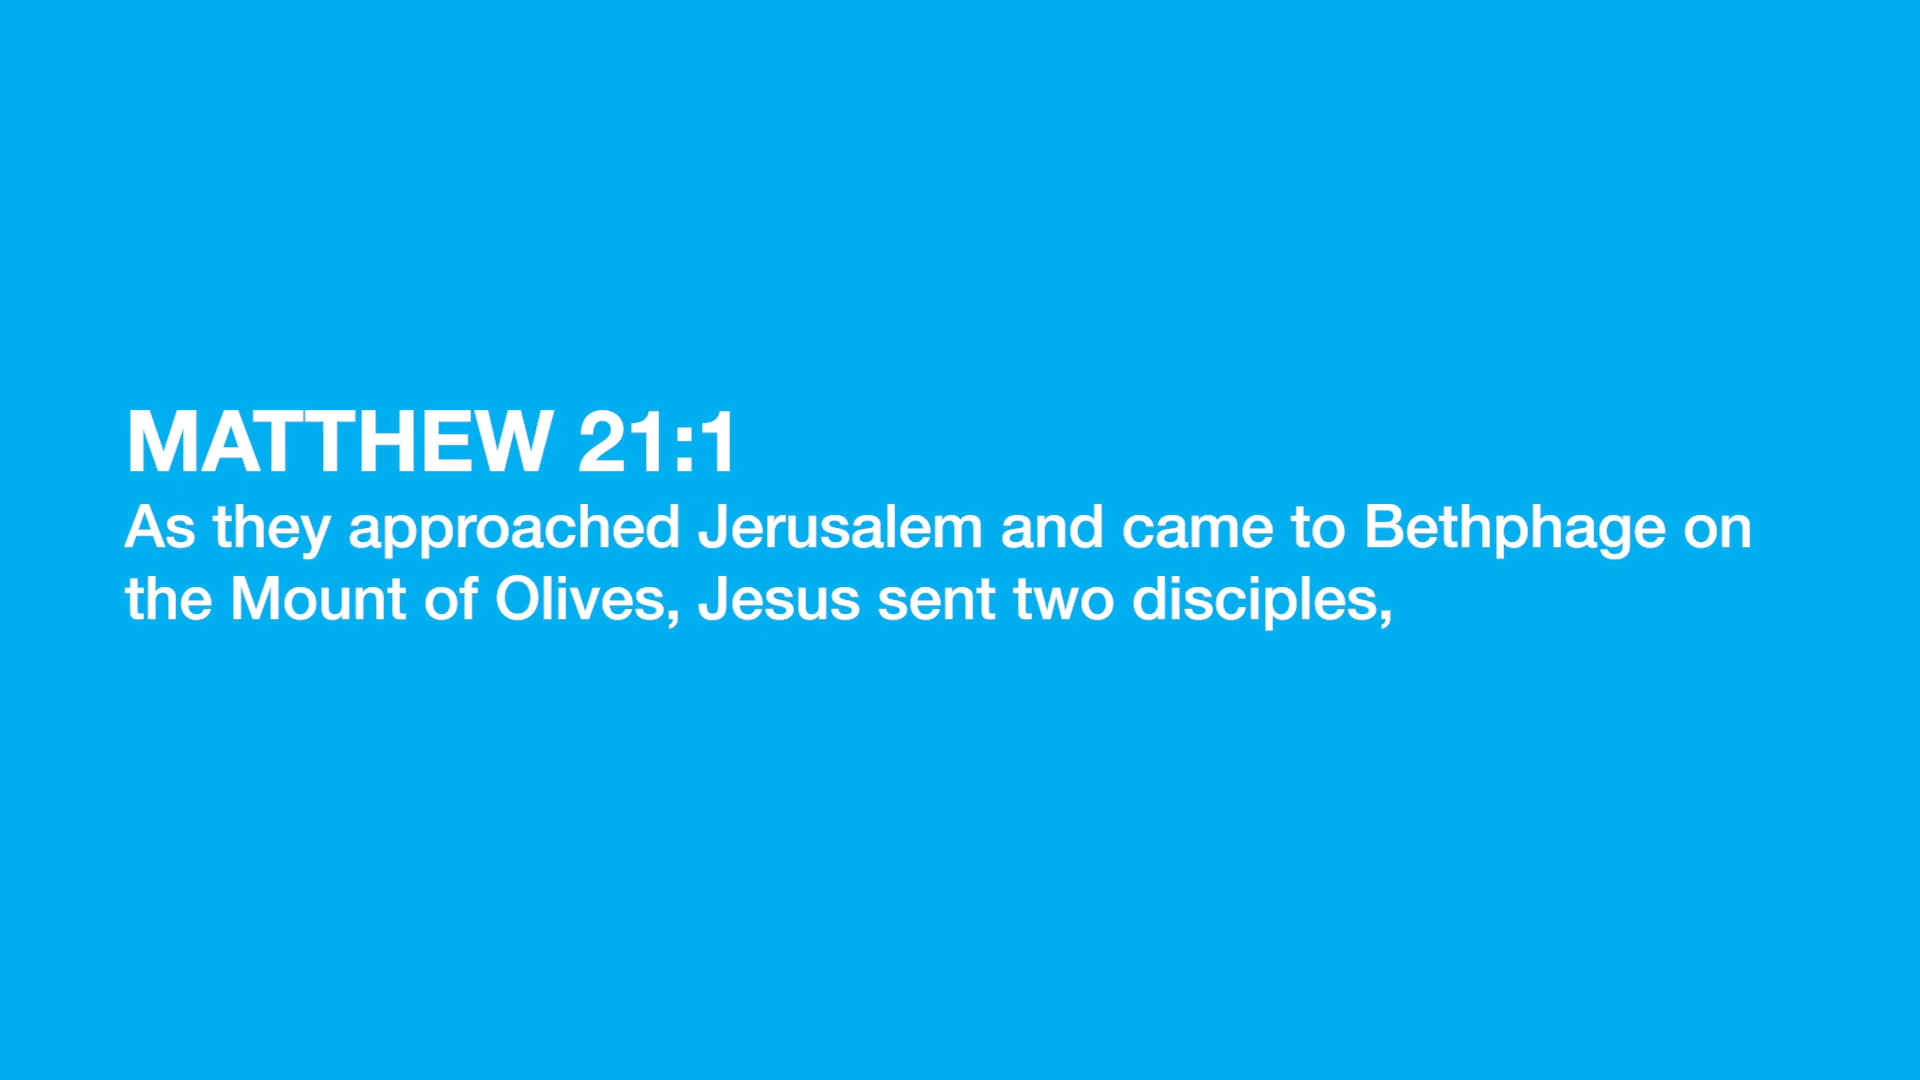 MATTHEW 21:1
As they approached Jerusalem and came to Bethphage on
the Mount of Olives, Jesus sent two disciples,